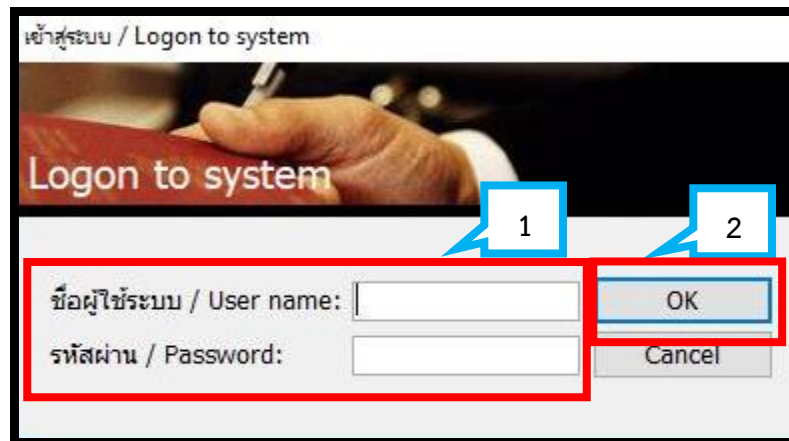 เข้าสู่ระบบ / Logon to system
Logon to system
1
2
ชื่อผู้ใช้ระบบ / User name:
OK
รหัสผ่าน / Password:
Cancel